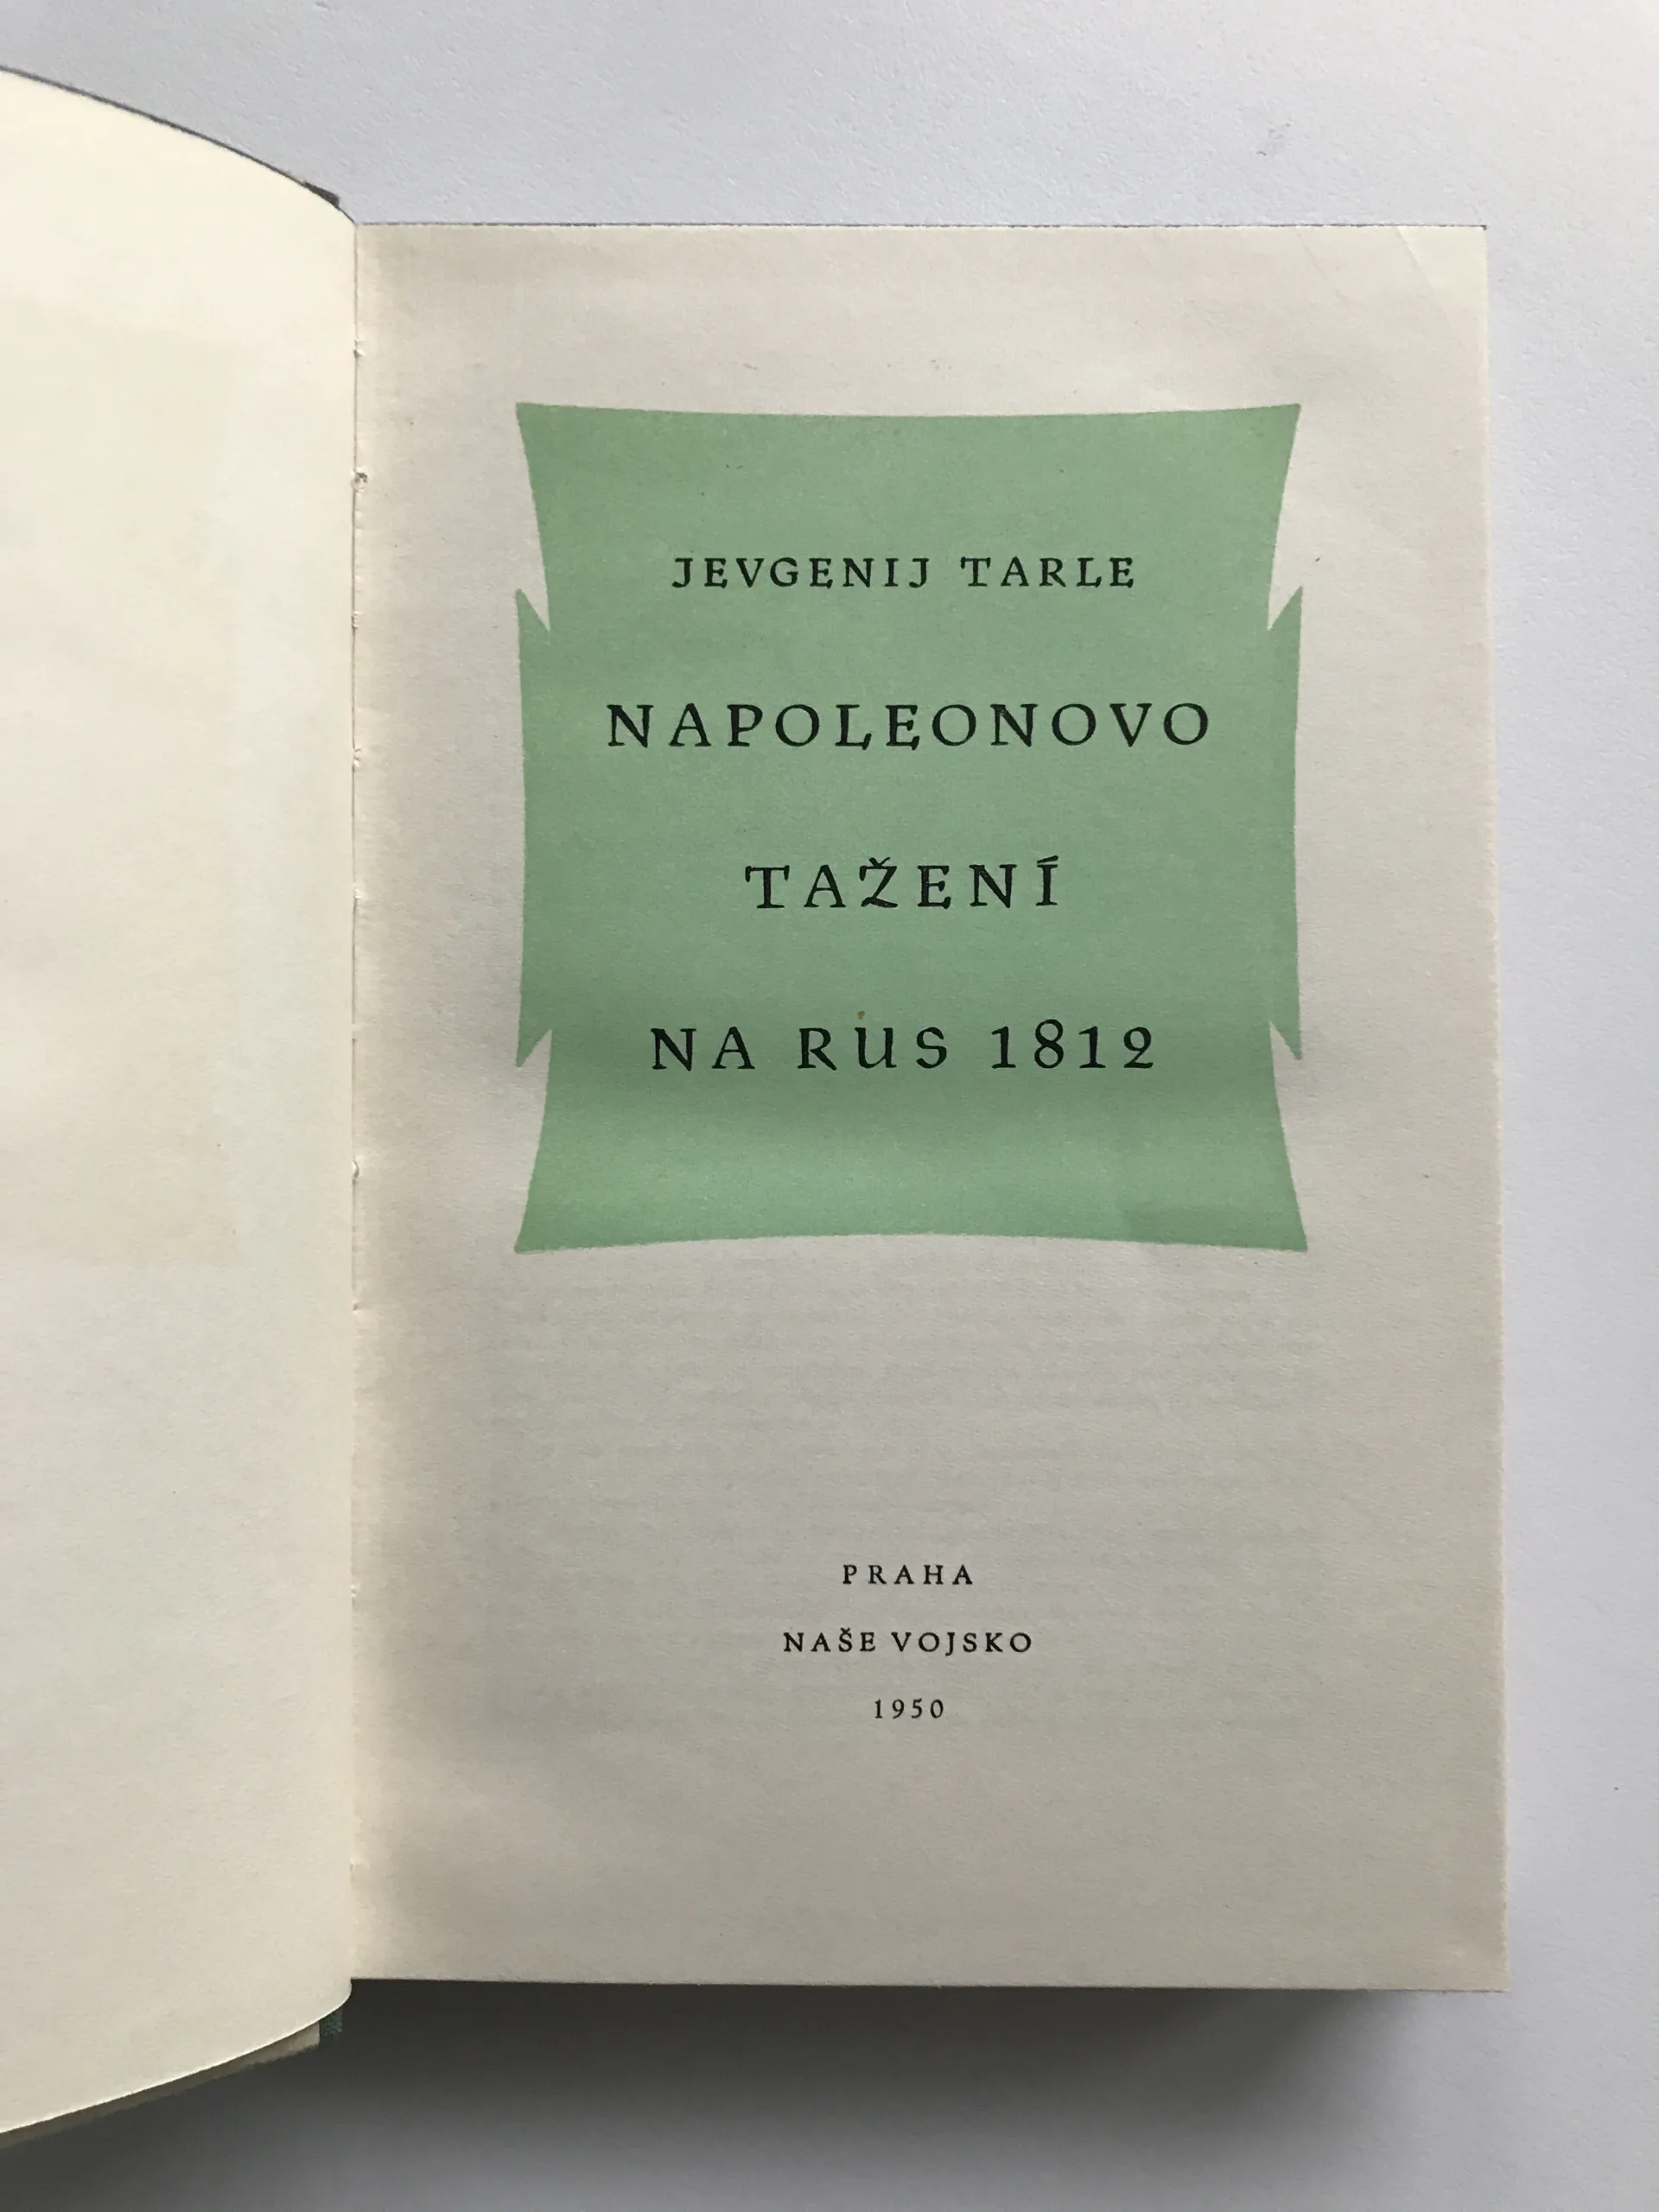 JEVGENIJ TARLE
NAPOLEONOVO
TAŽENÍ
NA RUS 1812
PRAHA
NAŠE VOJSKO
1950